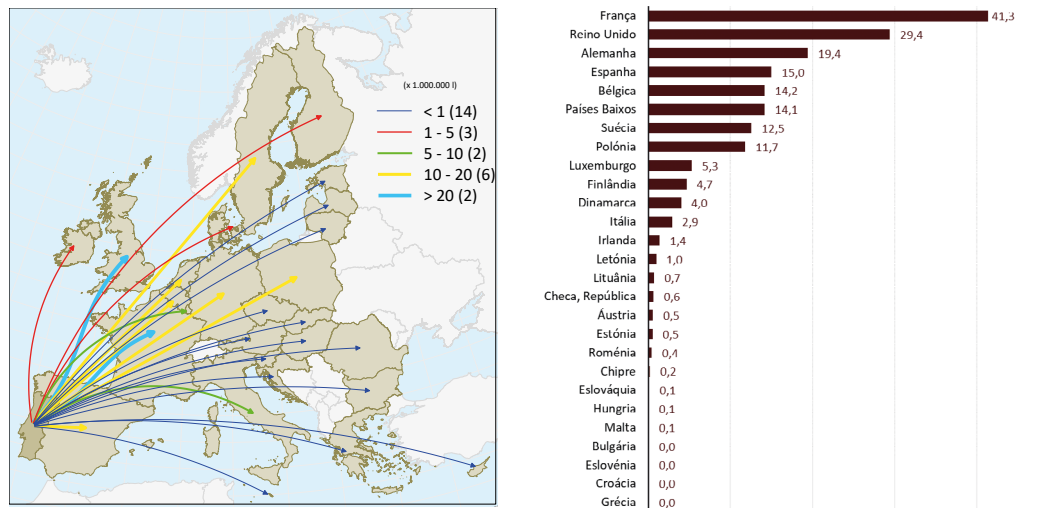 (x 1.000.000 l)
< 1 (14)
1 - 5 (3)
5 - 10 (2)
10 - 20 (6)
> 20 (2)
França 41,3
Reino Unido 29,4
Alemanha 19,4
Espanha 15,0
Bélgica 14,2
Países Baixos 14,1
Suécia 12,5
Polónia 11,7
Luxemburgo 5,3
Finlândia 4,7
Dinamarca 4,0
Itália 2,9
Irlanda 1,4
Letónia 1,0
Lituânia 0,7
Checa, República 0,6
Áustria 0,5
Estónia 0,5
Roménia 0,4
Chipre 0,2
Eslováquia 0,1
Hungria 0,1
Malta 0,1
Bulgária 0,0
Eslovénia 0,0
Croácia 0,0
Grécia 0,0